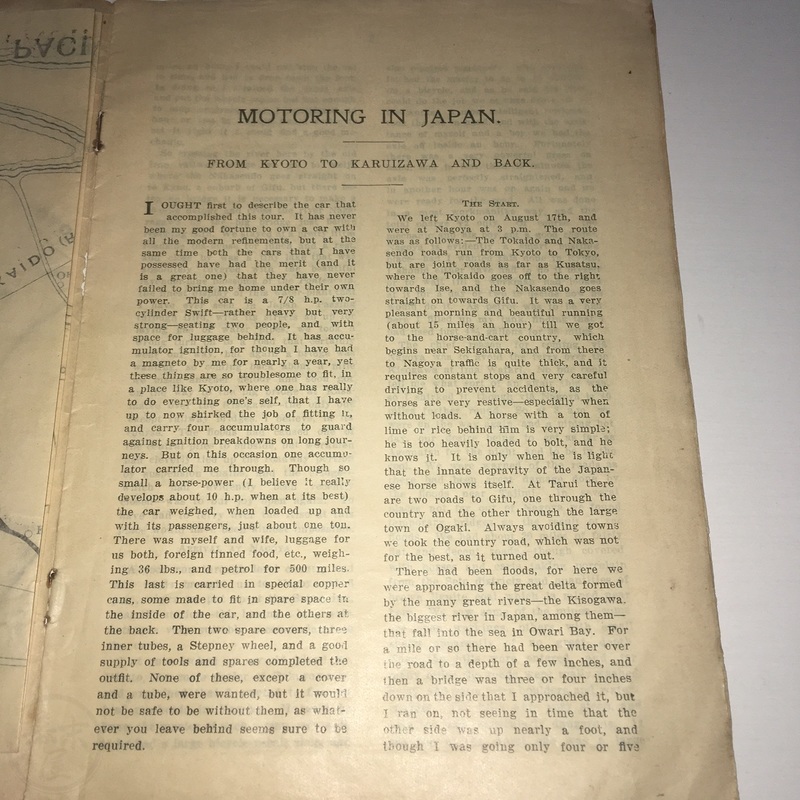 MOTORING IN JAPAN.
FROM KYOTO TO KARUIZAWA AND BACK.
I OUGHT first to describe the car that
accomplished this tour. It has never
been my good fortune to own a car with
all the modern refinements, but at the
same time both the cars that I have
possessed have had the merit (and it
is a great one) that they have never
failed to bring me home under their own
power. This car is a 7/8 h.p. two-
cylinder Swift—rather heavy but very
strong—seating two people, and with
space for luggage behind. It has accu-
mulator ignition, for though I have had
a magneto by me for nearly a year, yet
these things are so troublesome to fit, in
a place like Kyoto, where one has really
to do everything one's self, that I have
up to now shirked the job of fitting it,
and carry four accumulators to guard
against ignition breakdowns on long jour-
neys. But on this occasion one accumu-
lator carried me through. Though so
small a horse-power (I believe it really
develops about 10 h.p. when at its best)
the car weighed, when loaded up and
with its passengers, just about one ton.
There was myself and wife, luggage for
us both, foreign tinned food, etc., weigh-
ing 36 lbs., and petrol for 500 miles.
This last is carried in special copper
cans, some made to fit in spare space in
the inside of the car, and the others at
the back. Then two spare covers, three
inner tubes, a Stepney wheel, and a good
supply of tools and spares completed the
outfit. None of these, except a cover
and a tube, were wanted, but it would
not be safe to be without them, as what-
ever you leave behind seems sure to be
required.
THE START.
We left Kyoto on August 17th, and
were at Nagoya at 3 p.m. The route
was as follows:—The Tokaido and Naka-
sendo roads run from Kyoto to Tokyo,
but are joint roads as far as Kusatsu,
where the Tokaido goes off to the right
towards Ise, and the Nakasendo goes
straight on towards Gifu. It was a very
pleasant morning and beautiful running
(about 15 miles an hour) till we got
to the horse-and-cart country, which
begins near Sekigahara, and from there
to Nagoya traffic is quite thick, and it
requires constant stops and very careful
driving to prevent accidents, as the
horses are very restive—especially when
without loads. A horse with a ton of
lime or rice behind him is very simple;
he is too heavily loaded to bolt, and he
knows it. It is only when he is light
that the innate depravity of the Japan-
ese horse shows itself. At Tarui there
are two roads to Gifu, one through the
country and the other through the large
town of Ogaki. Always avoiding towns
we took the country road, which was not
for the best, as it turned out.
There had been floods, for here we
were approaching the great delta formed
by the many great rivers—the Kisogawa.
the biggest river in Japan, among them—
that fall into the sea in Owari Bay. For
a mile or so there had been water over
the road to a depth of a few inches, and
then a bridge was three or four inches
down on the side that I approached it, but
I ran on, not seeing in time that the
other side was up nearly a foot, and
though I was going only four or five